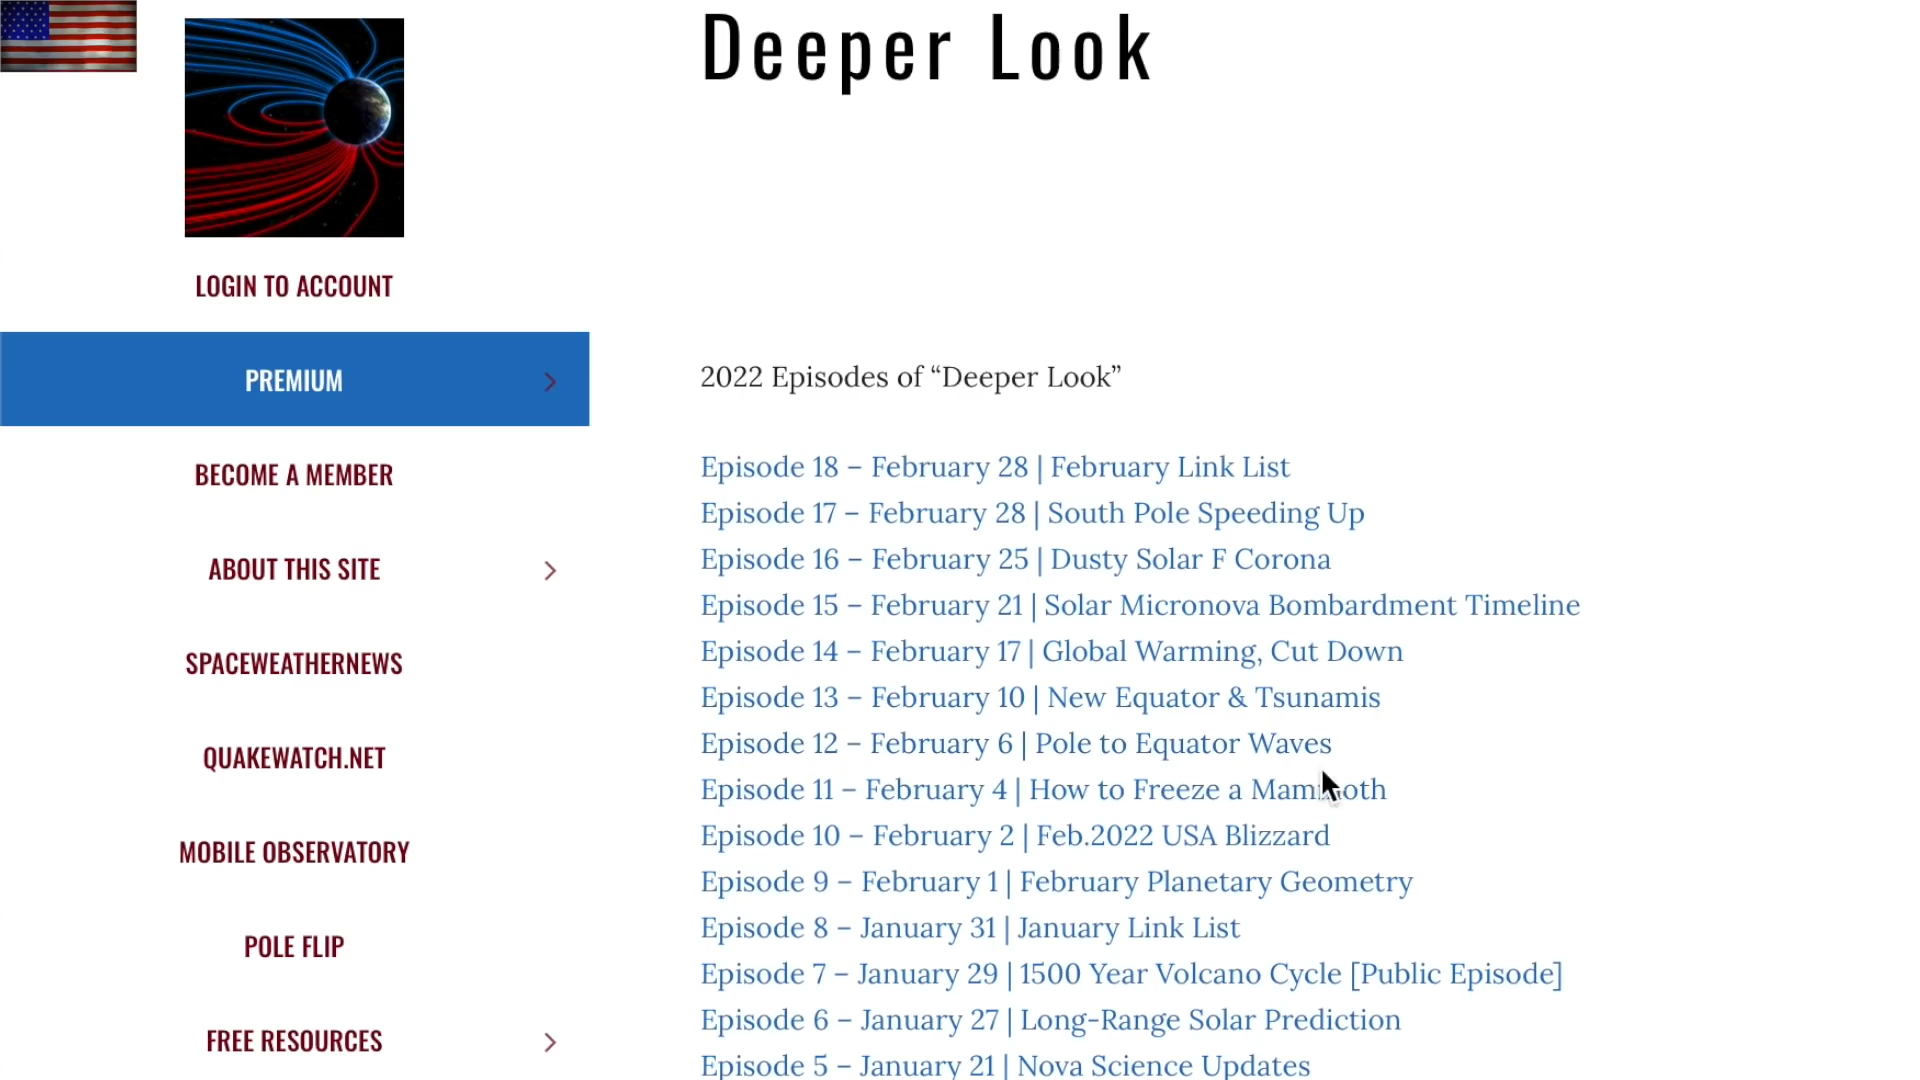 Deeper Look
LOGIN TO ACCOUNT
PREMIUM
BECOME A MEMBER
ABOUT THIS SITE
SPACEWEATHERNEWS
QUAKEWATCH.NET
MOBILE OBSERVATORY
POLE FLIP
FREE RESOURCES
2022 Episodes of “Deeper Look”
Episode 18 – February 28 | February Link List
Episode 17 – February 28 | South Pole Speeding Up
Episode 16 – February 25 | Dusty Solar F Corona
Episode 15 – February 21 | Solar Micronova Bombardment Timeline
Episode 14 – February 17 | Global Warming, Cut Down
Episode 13 – February 10 | New Equator & Tsunamis
Episode 12 – February 6 | Pole to Equator Waves
Episode 11 – February 4 | How to Freeze a Mammoth
Episode 10 – February 2 | Feb.2022 USA Blizzard
Episode 9 – February 1 | February Planetary Geometry
Episode 8 – January 31 | January Link List
Episode 7 – January 29 | 1500 Year Volcano Cycle [Public Episode]
Episode 6 – January 27 | Long-Range Solar Prediction
Episode 5 – January 21 | Nova Science Updates